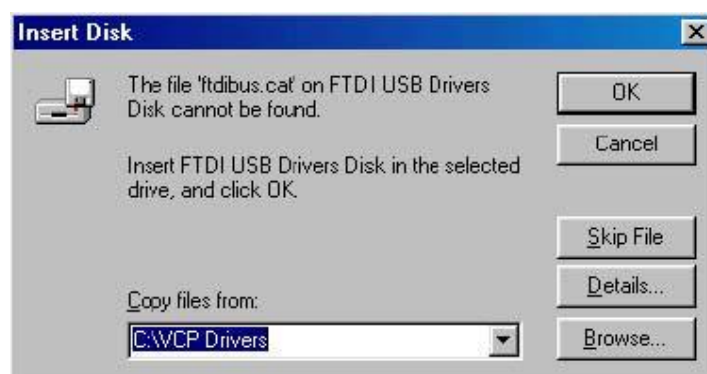 Insert Disk
The file 'ftdibus.cat' on FTDI USB Drivers
Disk cannot be found.
Insert FTDI USB Drivers Disk in the selected
drive, and click OK.
Copy files from:
C:\VCP Drivers
OK
Cancel
Skip File
Details...
Browse...